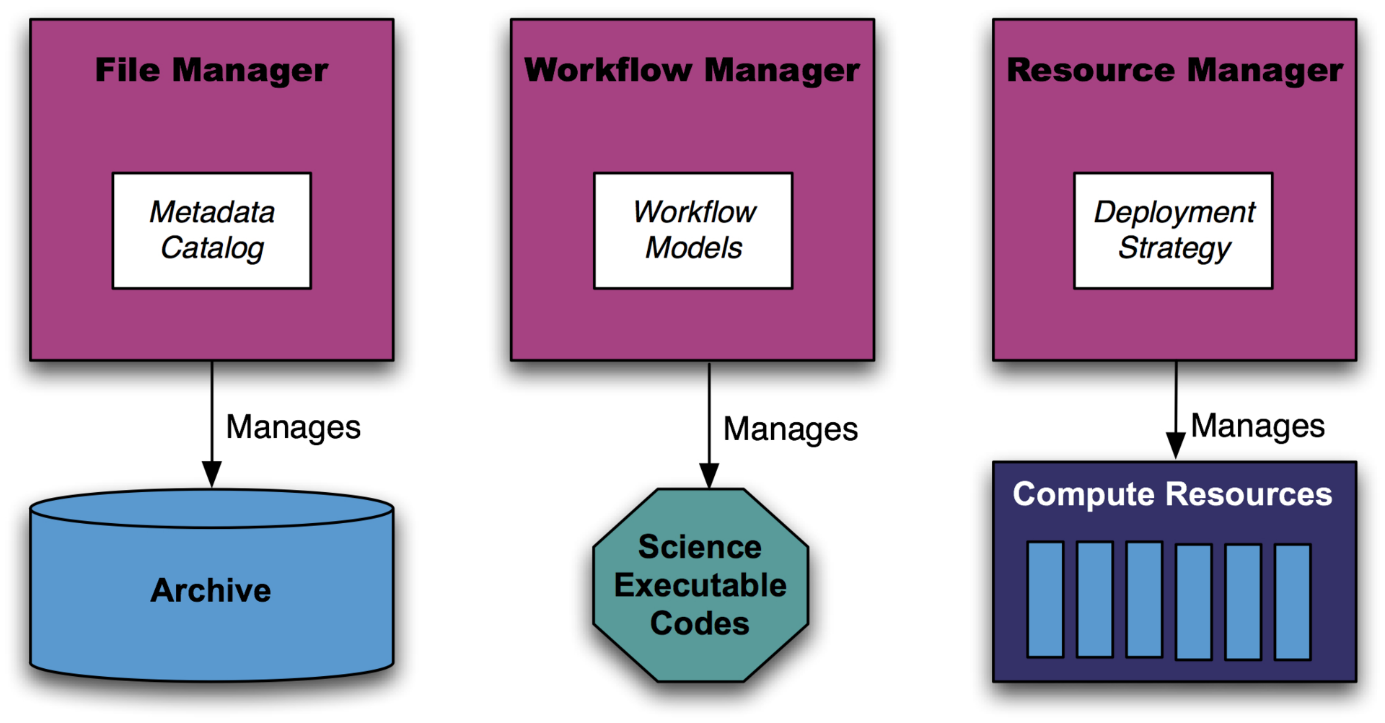 File Manager
Metadata
Catalog
Manages
Archive
Workflow Manager
Workflow
Models
Manages
Science
Executable
Codes
Resource Manager
Deployment
Strategy
Manages
Compute Resources